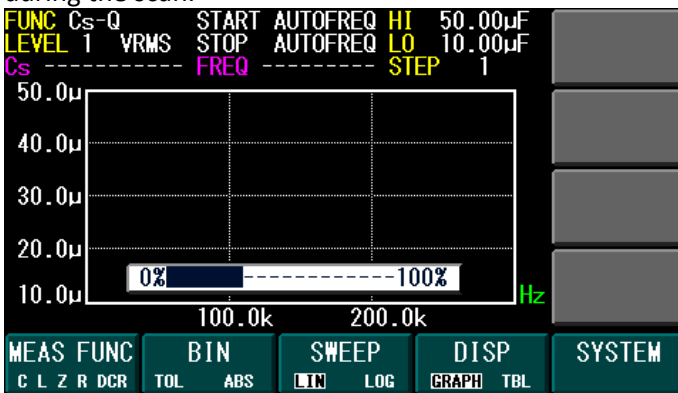 during the scan.
FUNC Cs-Q START AUTOFREQ HI 50.00µF
LEVEL 1 VRMS STOP AUTOFREQ LO 10.00µF
Cs ---------- FREQ --------- STEP 1
50.0µ
40.0µ
30.0µ
20.0µ
0% 100%
10.0µ Hz
100.0k 200.0k
MEAS FUNC BIN SWEEP DISP SYSTEM
C L Z R DCR TOL ABS LIN LOG GRAPH TBL